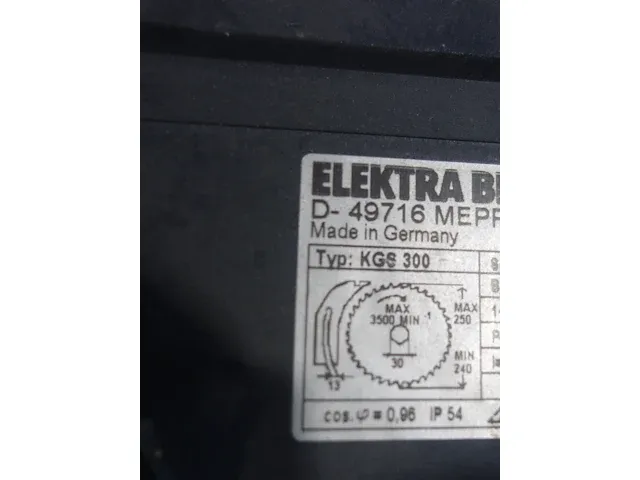 ELEKTRA
D- 49716 MEPP
Made in Germany
Typ: KGS 300
MAX
3500 MIN -1
MAX
250
30
MIN
240
13
cos. φ = 0,96 IP 54